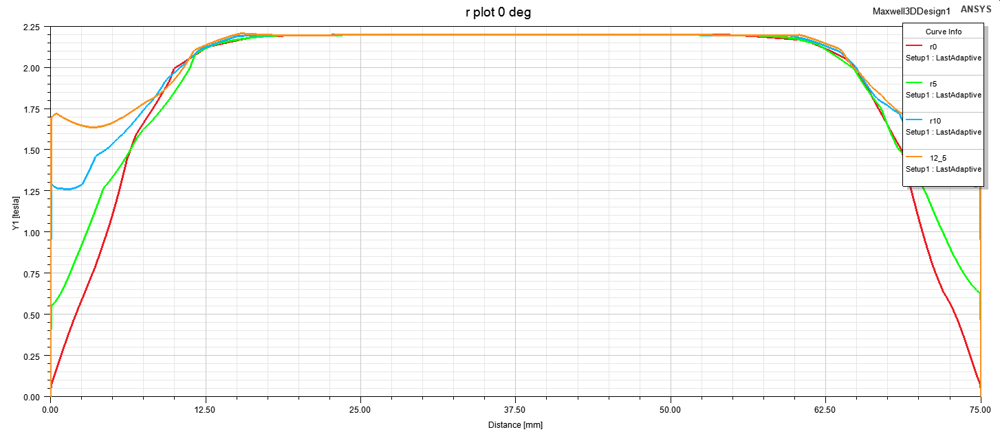 r plot 0 deg
Maxwell3DDesign1
ANSYS
Curve Info
r0
Setup1 : LastAdaptive
r5
Setup1 : LastAdaptive
r10
Setup1 : LastAdaptive
12_5
Setup1 : LastAdaptive
Y1 [tesla]
2.25
2.00
1.75
1.50
1.25
1.00
0.75
0.50
0.25
0.00
0.00 12.50 25.00 37.50 50.00 62.50 75.00
Distance [mm]